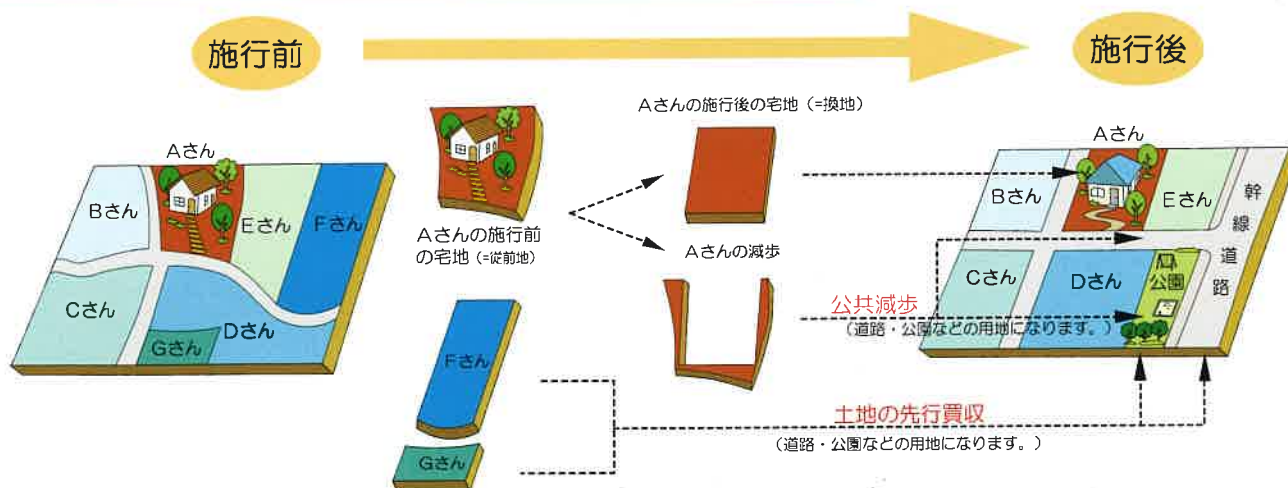 施行前
施行後
Aさんの施行後の宅地（=換地）
Aさん
Bさん
Eさん
Fさん
Cさん
Dさん
Gさん
Aさんの施行前
の宅地（=従前地）
Aさんの減歩
Fさん
Gさん
公共減歩
（道路・公園などの用地になります。）
土地の先行買収
（道路・公園などの用地になります。）
Aさん
Bさん
Eさん
幹線道路
Cさん
Dさん
公園